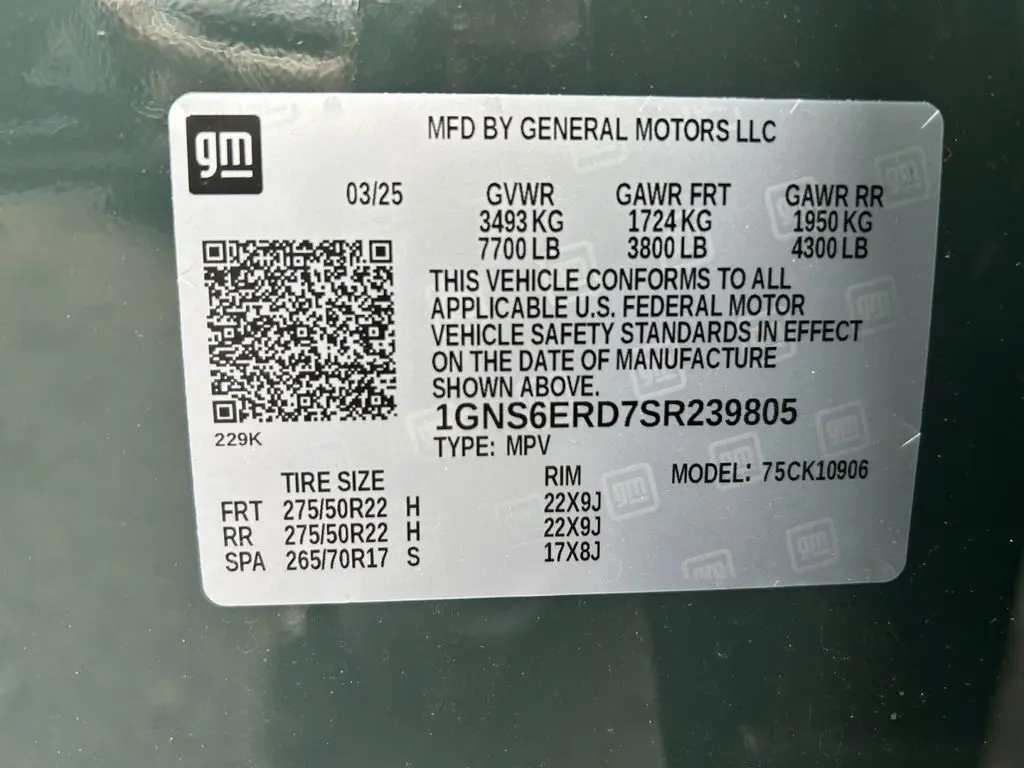 gm
MFD BY GENERAL MOTORS LLC
03/25 GVWR GAWR FRT GAWR RR
3493 KG 1724 KG 1950 KG
7700 LB 3800 LB 4300 LB
THIS VEHICLE CONFORMS TO ALL
APPLICABLE U.S. FEDERAL MOTOR
VEHICLE SAFETY STANDARDS IN EFFECT
ON THE DATE OF MANUFACTURE
SHOWN ABOVE.
1GNS6ERD7SR239805
229K
TYPE: MPV
TIRE SIZE RIM MODEL: 75CK10906
FRT 275/50R22 H 22X9J
RR 275/50R22 H 22X9J
SPA 265/70R17 S 17X8J